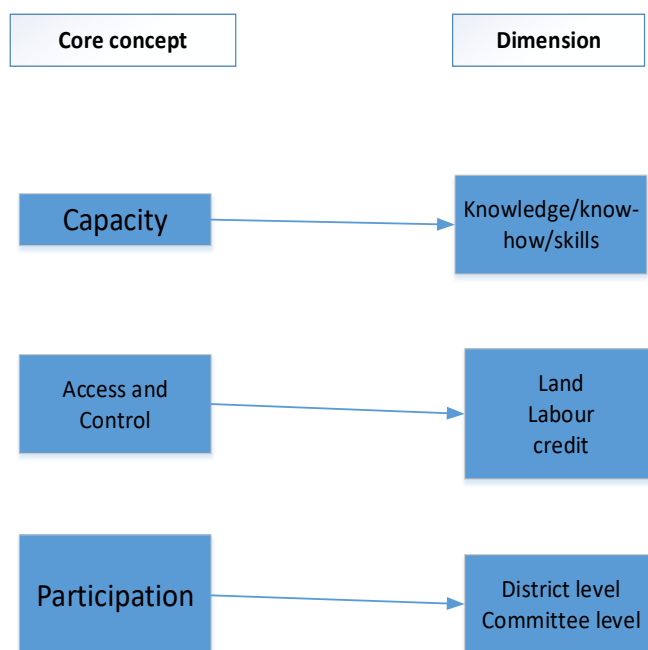 Core concept
Dimension
Capacity
Knowledge/know-
how/skills
Access and
Control
Land
Labour
credit
Participation
District level
Committee level